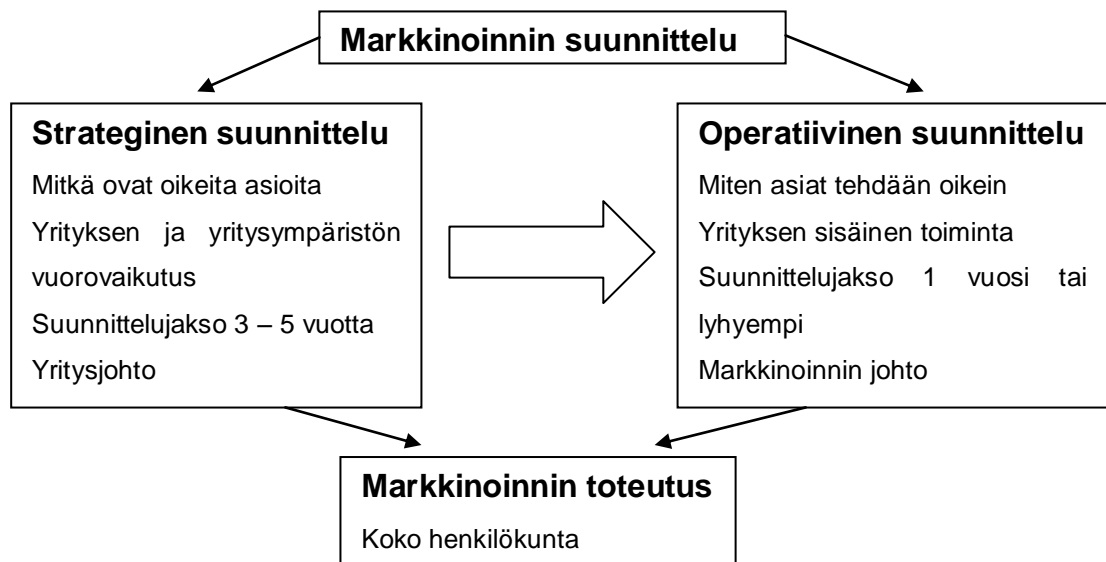 Markkinoinnin suunnittelu
Strateginen suunnittelu
Mitkä ovat oikeita asioita
Yrityksen ja yritysympäristön
vuorovaikutus
Suunnittelujakso 3 – 5 vuotta
Yritysjohto
Operatiivinen suunnittelu
Miten asiat tehdään oikein
Yrityksen sisäinen toiminta
Suunnittelujakso 1 vuosi tai
lyhyempi
Markkinoinnin johto
Markkinoinnin toteutus
Koko henkilökunta